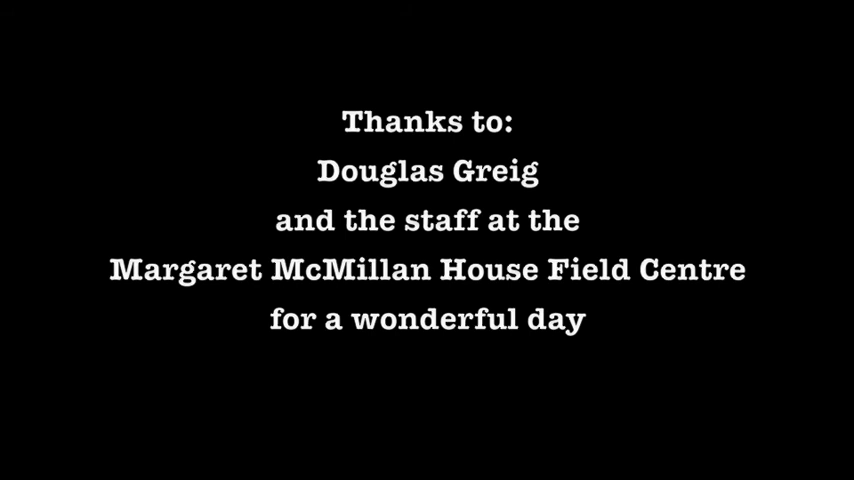 Thanks to:
Douglas Greig
and the staff at the
Margaret McMillan House Field Centre
for a wonderful day